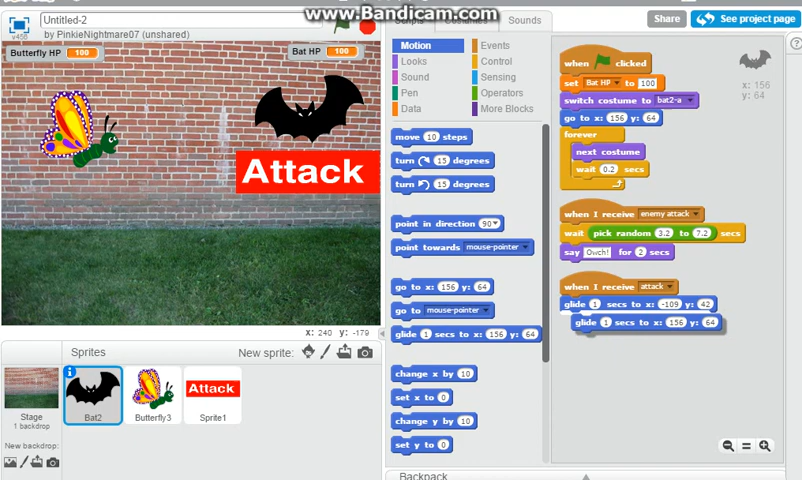 www.Bandicam.com
Scripts Costumes Sounds
Share
See project page
v458
Untitled-2
by PinkieNightmare07 (unshared)
Butterfly HP 100
Bat HP 100
Attack
x: 240 y: -179
Sprites
New sprite:
Stage
1 backdrop
New backdrop:
Bat2
Butterfly3
Attack
Sprite1
Motion
Looks
Sound
Pen
Data
Events
Control
Sensing
Operators
More Blocks
move 10 steps
turn 15 degrees
turn 15 degrees
point in direction 90
point towards mouse-pointer
go to x: 156 y: 64
go to mouse-pointer
glide 1 secs to x: 156 y: 64
change x by 10
set x to 0
change y by 10
set y to 0
when clicked
set Bat HP to 100
switch costume to bat2-a
go to x: 156 y: 64
forever
next costume
wait 0.2 secs
when I receive enemy attack
wait pick random 3.2 to 7.2 secs
say Owch! for 2 secs
when I receive attack
glide 1 secs to x: -109 y: 42
glide 1 secs to x: 156 y: 64
x: 156
y: 64
Backpack